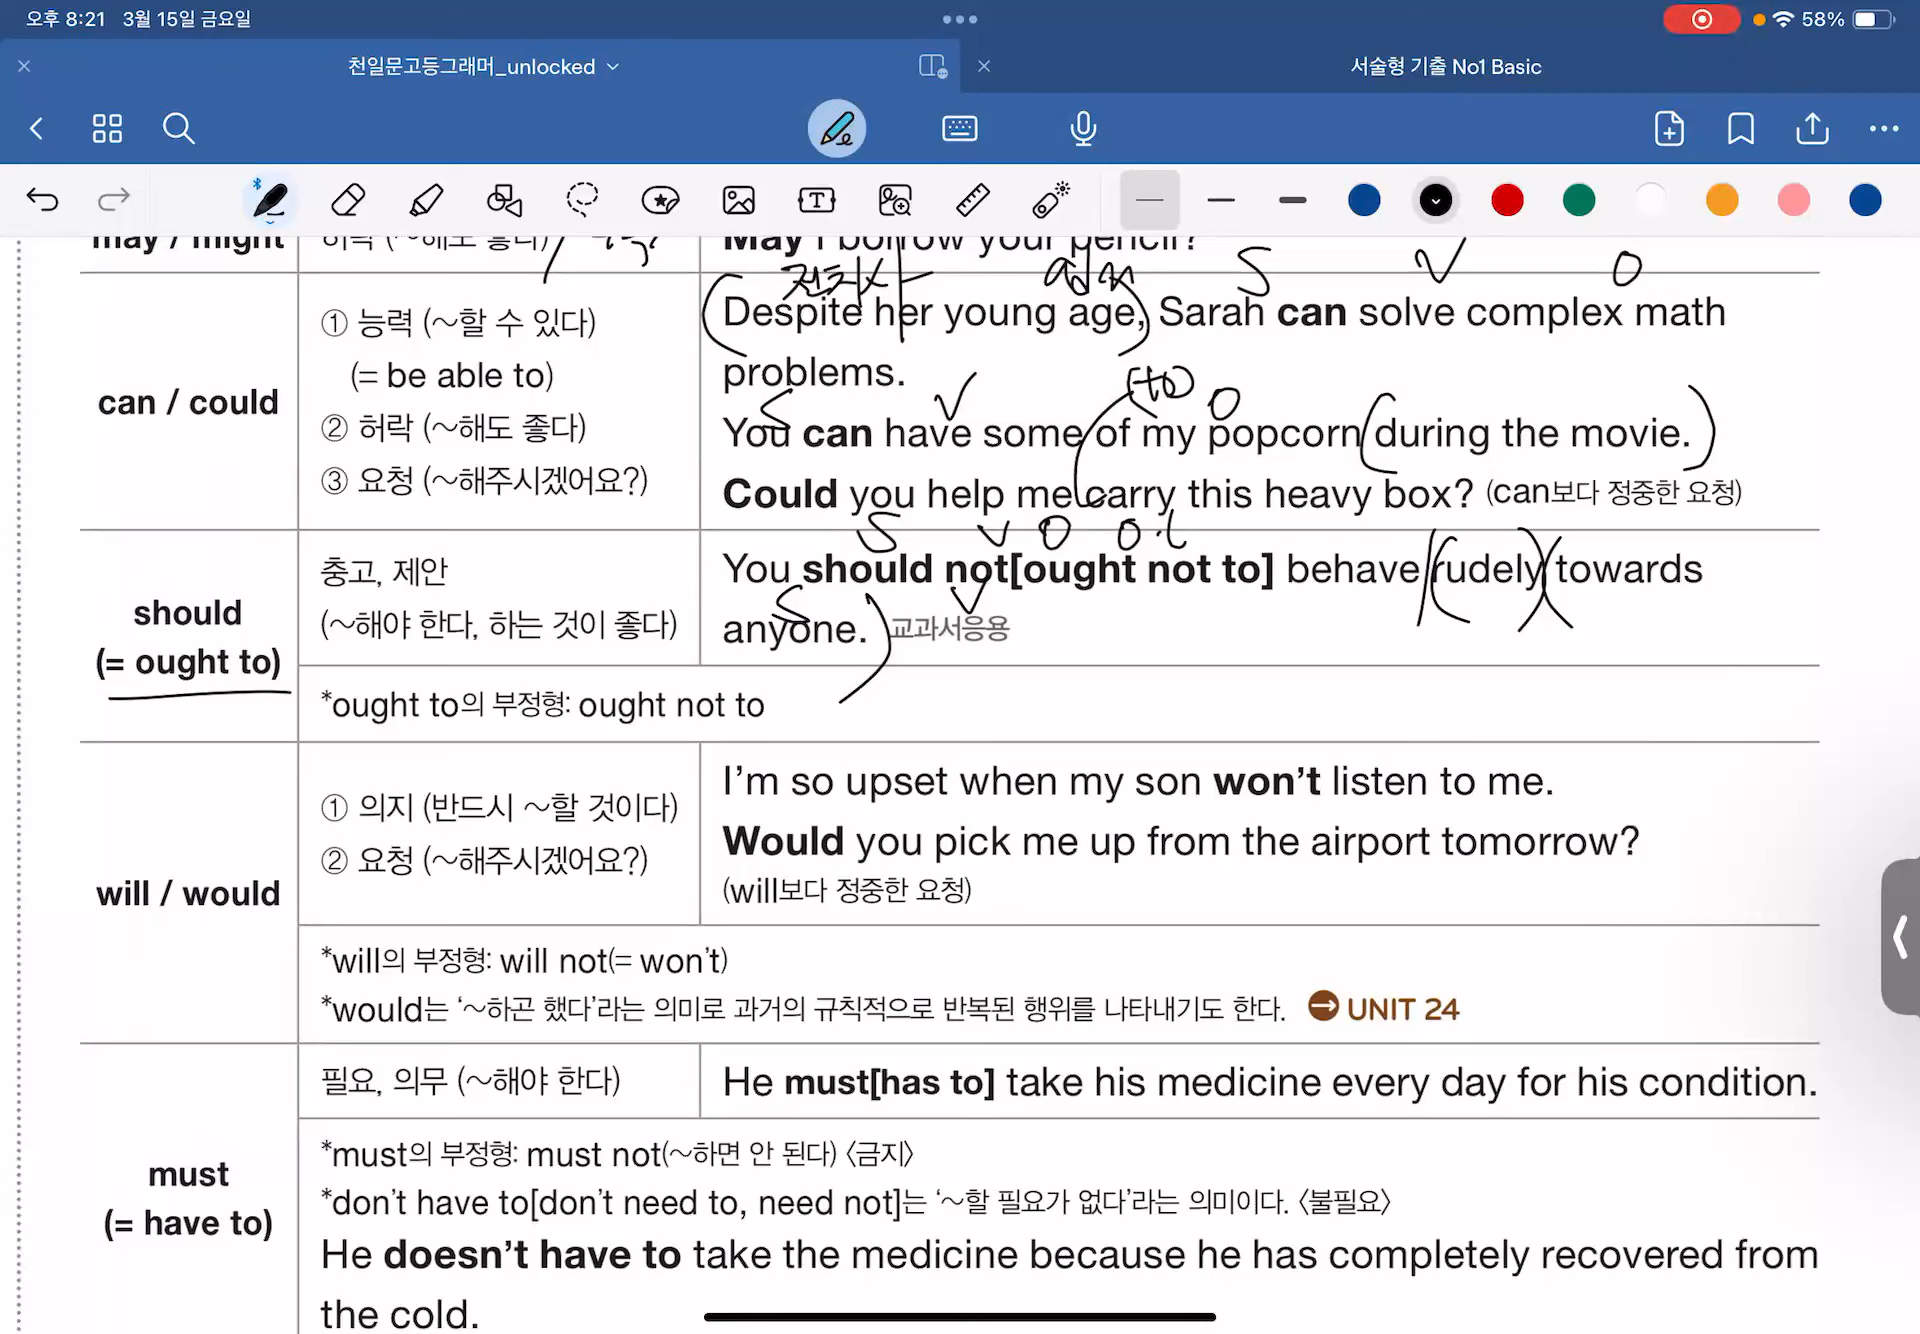 오후 8:21 3월 15일 금요일
58%
천일문고등그래머_unlocked
서술형 기출 No1 Basic
may / might
허락 (~해도 좋다)
May I borrow your pencil?
전치사
S
V
O
can / could
① 능력 (~할 수 있다)
(= be able to)
② 허락 (~해도 좋다)
③ 요청 (~해주시겠어요?)
Despite her young age, Sarah can solve complex math
problems.
S V (to) O
You can have some of my popcorn during the movie.
Could you help me carry this heavy box? (can보다 정중한 요청)
S V O O.C
should
(= ought to)
충고, 제안
(~해야 한다, 하는 것이 좋다)
You should not[ought not to] behave rudely towards
S V
anyone. 교과서응용
*ought to의 부정형: ought not to
will / would
① 의지 (반드시 ~할 것이다)
② 요청 (~해주시겠어요?)
I'm so upset when my son won't listen to me.
Would you pick me up from the airport tomorrow?
(will보다 정중한 요청)
*will의 부정형: will not(= won't)
*would는 ‘~하곤 했다’라는 의미로 과거의 규칙적으로 반복된 행위를 나타내기도 한다. UNIT 24
must
(= have to)
필요, 의무 (~해야 한다)
He must[has to] take his medicine every day for his condition.
*must의 부정형: must not(~하면 안 된다) 〈금지〉
*don't have to[don't need to, need not]는 ‘~할 필요가 없다’라는 의미이다. 〈불필요〉
He doesn't have to take the medicine because he has completely recovered from
the cold.